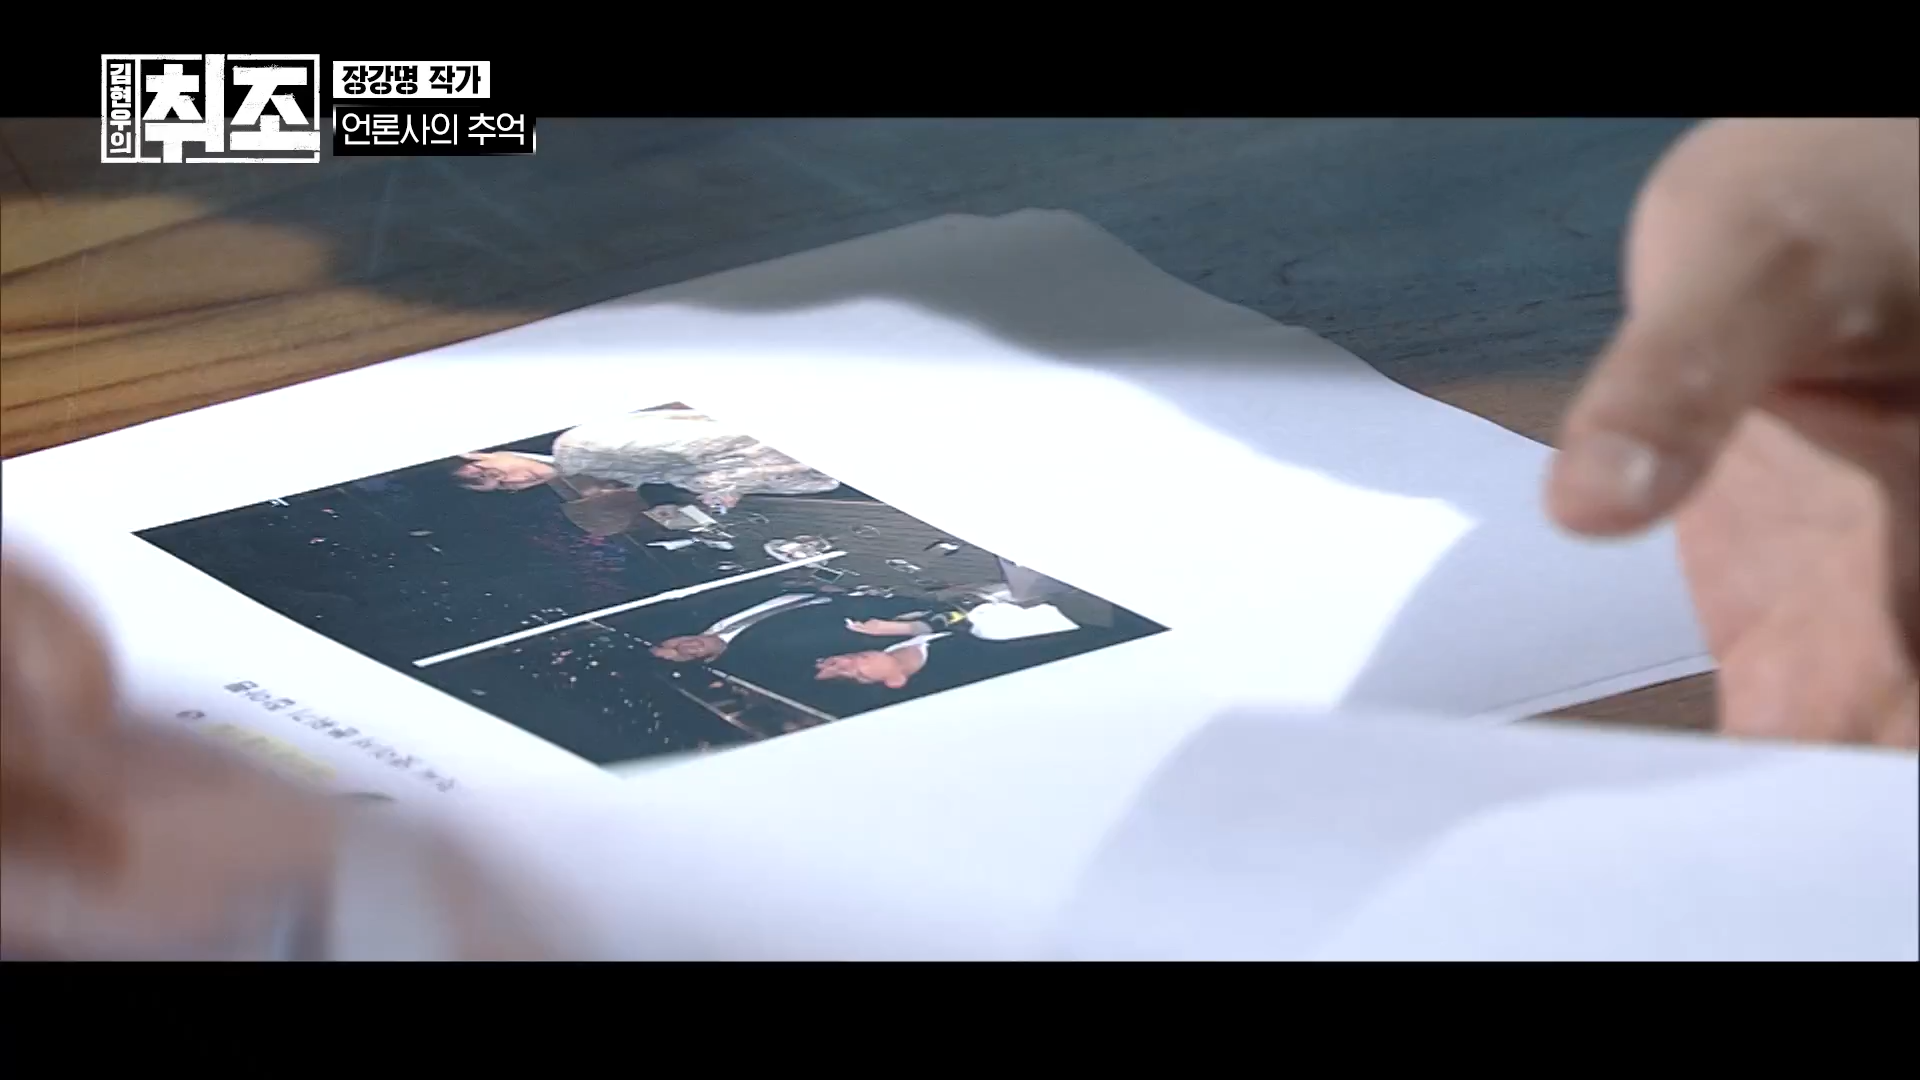 김현우의
취조
장강명 작가
언론사의 추억